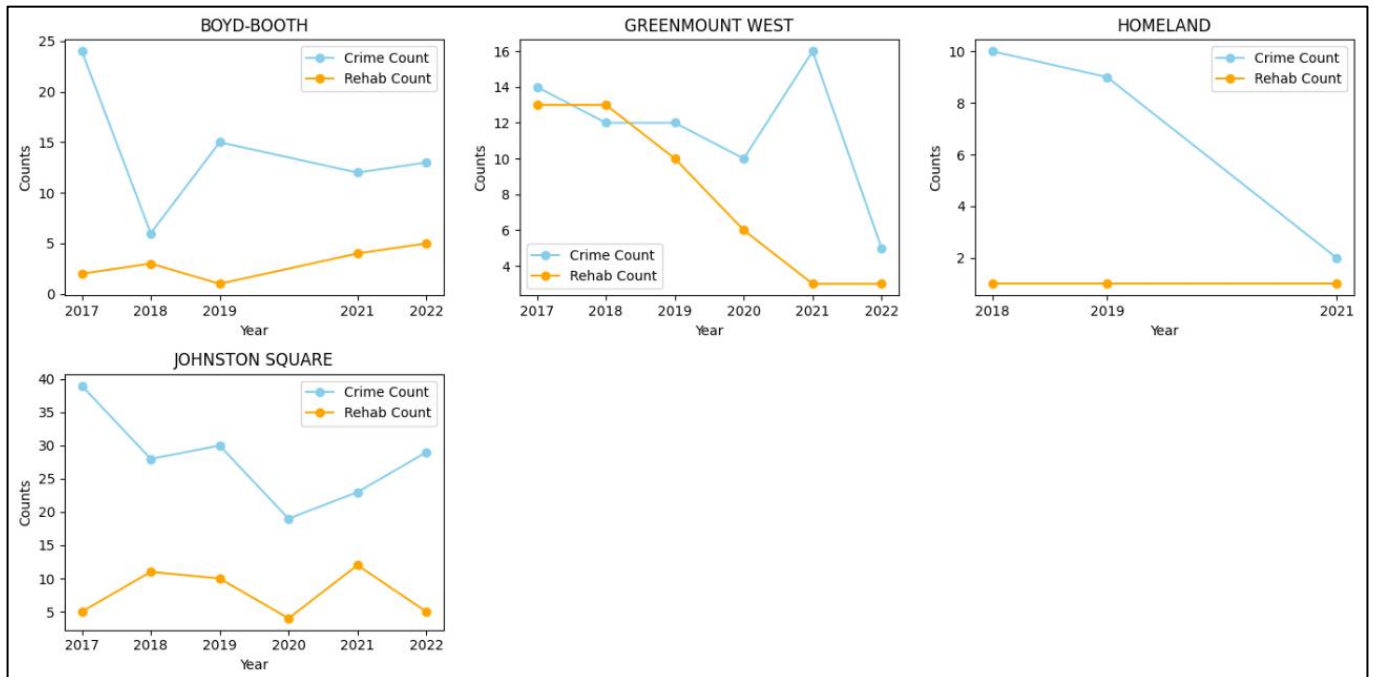 BOYD-BOOTH
25
20
15
10
5
0
Counts
Crime Count
Rehab Count
2017 2018 2019 2021 2022
Year
GREENMOUNT WEST
16
14
12
10
8
6
4
Counts
Crime Count
Rehab Count
2017 2018 2019 2020 2021 2022
Year
HOMELAND
10
8
6
4
2
Counts
Crime Count
Rehab Count
2018 2019 2021
Year
JOHNSTON SQUARE
40
35
30
25
20
15
10
5
Counts
Crime Count
Rehab Count
2017 2018 2019 2020 2021 2022
Year